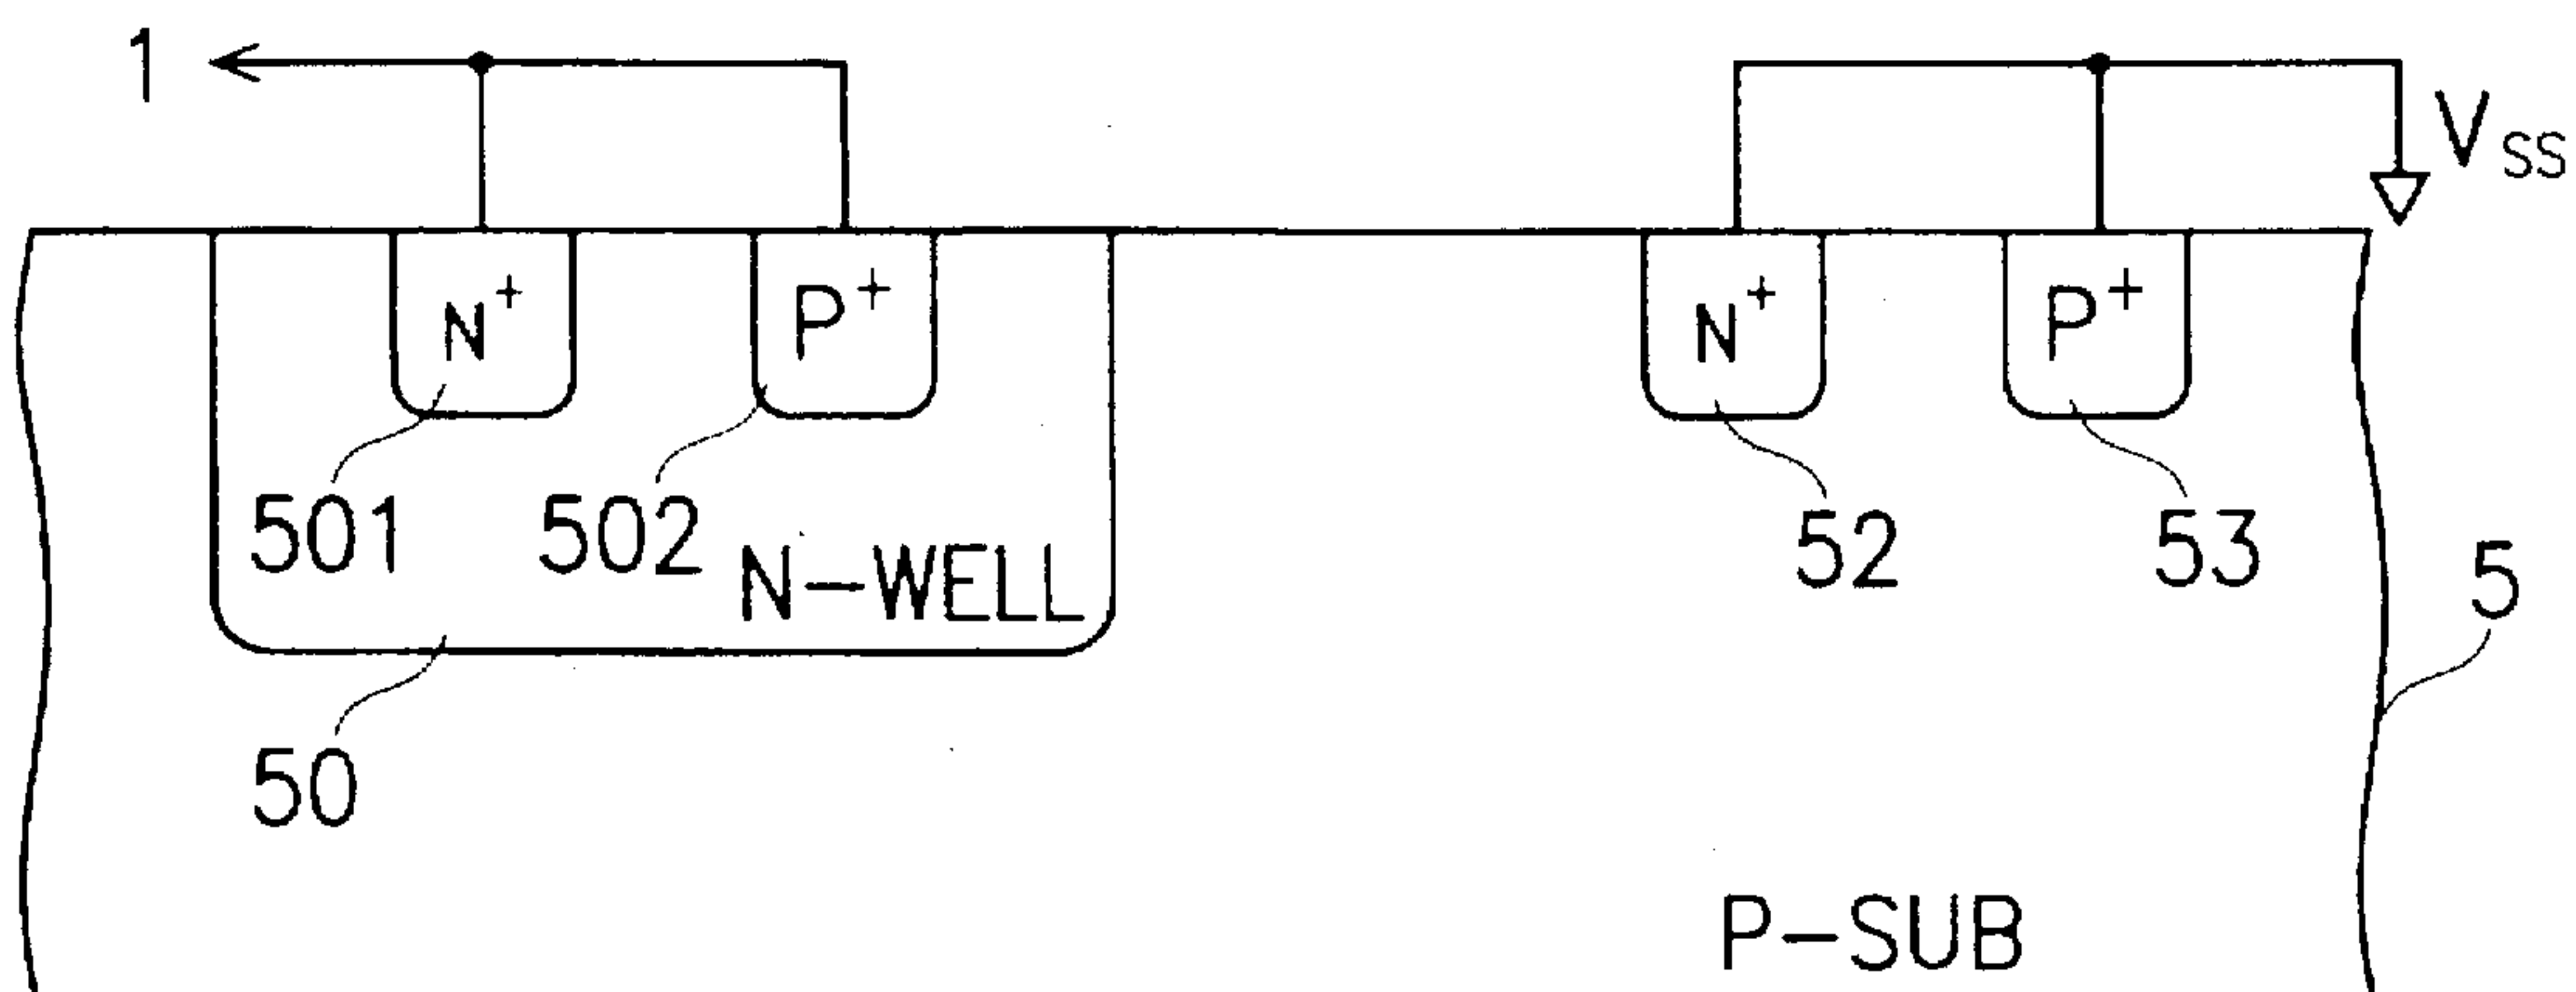 1
V_SS
N+ P+ N+ P+
501 502 52 53
N-WELL
5
50
P-SUB